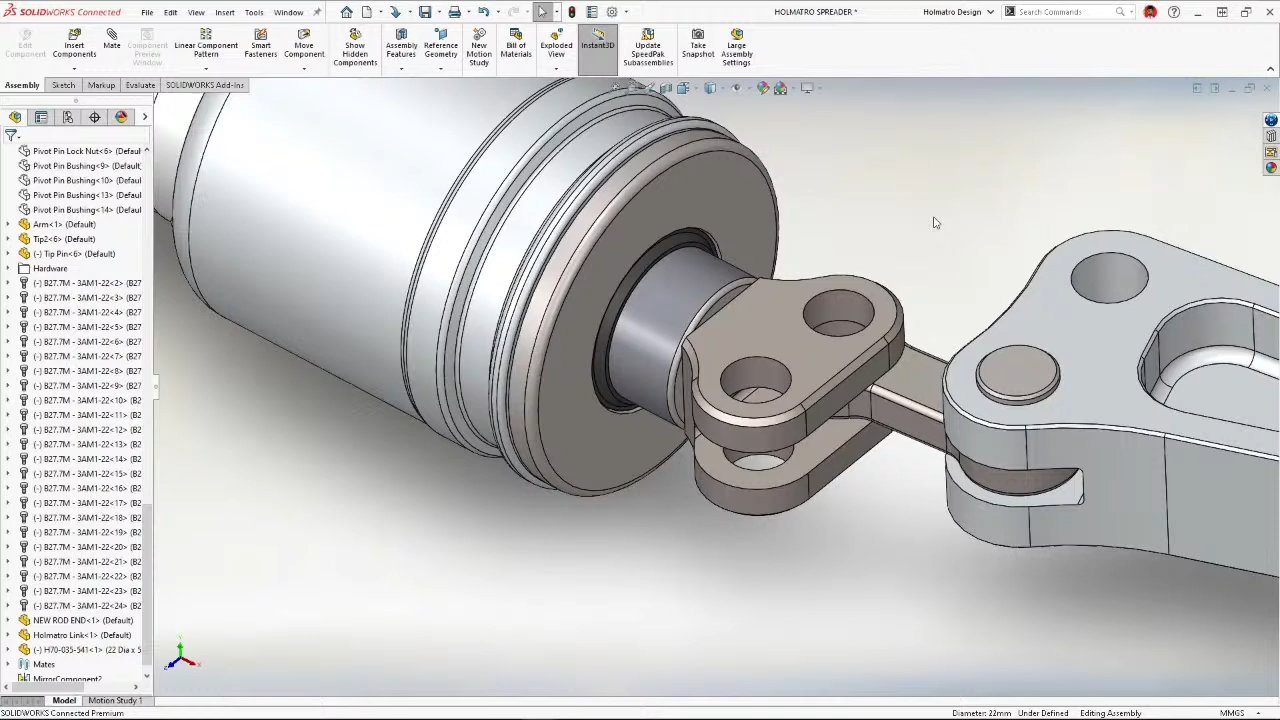 SOLIDWORKS Connected
File Edit View Insert Tools Window
HOLMATRO SPREADER *
Holmatro Design
Search Commands
Edit Component
Insert Components
Mate
Component Preview Window
Linear Component Pattern
Smart Fasteners
Move Component
Show Hidden Components
Assembly Features
Reference Geometry
New Motion Study
Bill of Materials
Exploded View
Instant3D
Update SpeedPak Subassemblies
Take Snapshot
Large Assembly Settings
Assembly Sketch Markup Evaluate SOLIDWORKS Add-Ins
Pivot Pin Lock Nut<6> (Defaul
Pivot Pin Bushing<9> (Default
Pivot Pin Bushing<10> (Defaul
Pivot Pin Bushing<13> (Defaul
Pivot Pin Bushing<14> (Defaul
Arm<1> (Default)
Tip2<6> (Default)
(-) Tip Pin<6> (Default)
Hardware
(-) B27.7M - 3AM1-22<2> (B27
(-) B27.7M - 3AM1-22<3> (B27
(-) B27.7M - 3AM1-22<4> (B27
(-) B27.7M - 3AM1-22<5> (B27
(-) B27.7M - 3AM1-22<6> (B27
(-) B27.7M - 3AM1-22<7> (B27
(-) B27.7M - 3AM1-22<8> (B27
(-) B27.7M - 3AM1-22<9> (B27
(-) B27.7M - 3AM1-22<10> (B2
(-) B27.7M - 3AM1-22<11> (B2
(-) B27.7M - 3AM1-22<12> (B2
(-) B27.7M - 3AM1-22<13> (B2
(-) B27.7M - 3AM1-22<14> (B2
(-) B27.7M - 3AM1-22<15> (B2
(-) B27.7M - 3AM1-22<16> (B2
(-) B27.7M - 3AM1-22<17> (B2
(-) B27.7M - 3AM1-22<18> (B2
(-) B27.7M - 3AM1-22<19> (B2
(-) B27.7M - 3AM1-22<20> (B2
(-) B27.7M - 3AM1-22<21> (B2
(-) B27.7M - 3AM1-22<22> (B2
(-) B27.7M - 3AM1-22<23> (B2
(-) B27.7M - 3AM1-22<24> (B2
NEW ROD END<1> (Default)
Holmatro Link<1> (Default)
(-) H70-035-541<1> (22 Dia x 5
Mates
MirrorComponent2
Y
X
Z
Model Motion Study 1
SOLIDWORKS Connected Premium
Diameter: 22mm Under Defined Editing Assembly MMGS